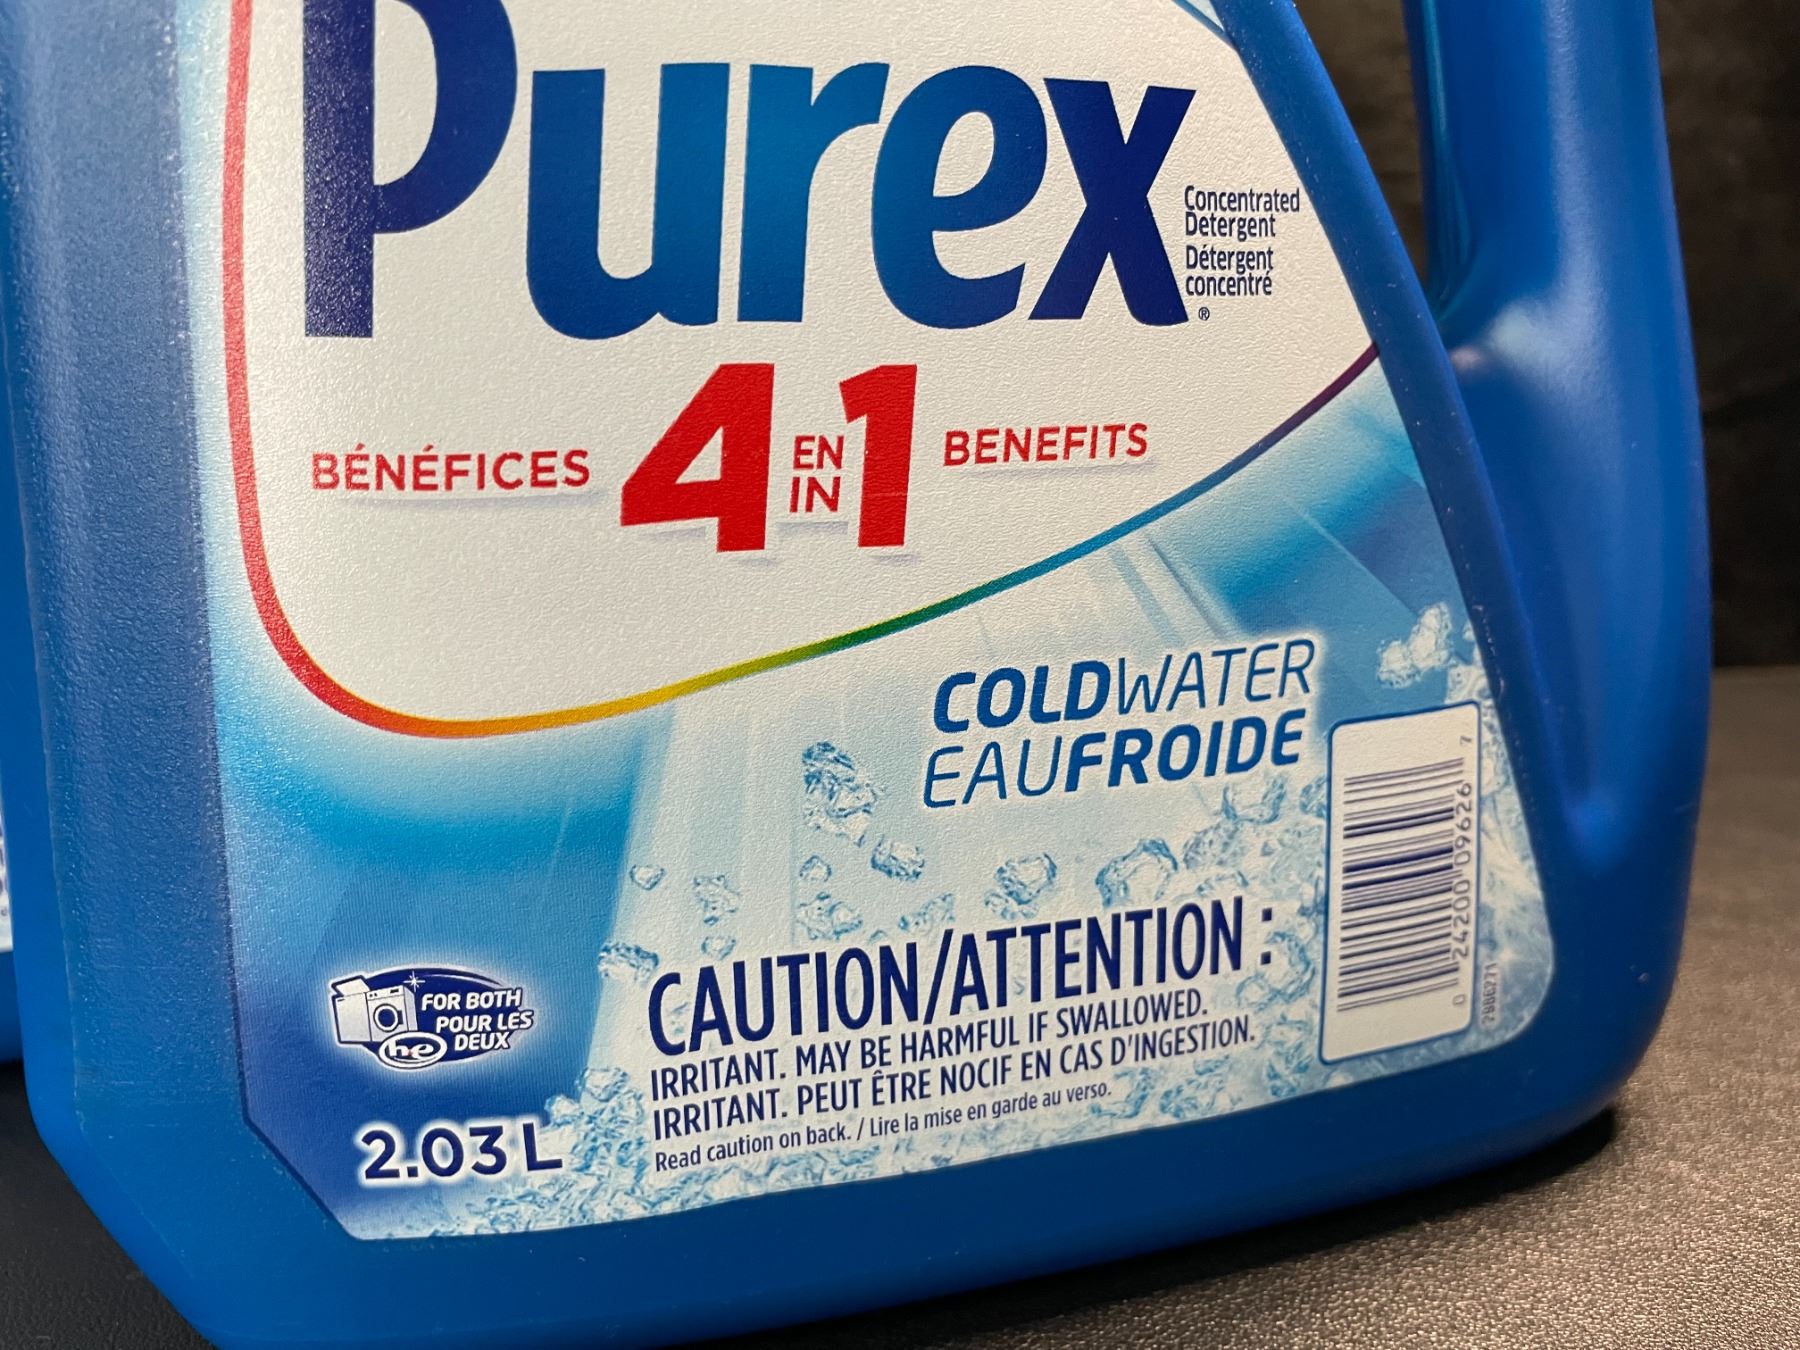 Purex
Concentrated
Detergent
Détergent
concentré
®
BÉNÉFICES 4 EN IN 1 BENEFITS
COLDWATER
EAUFROIDE
CAUTION/ATTENTION :
IRRITANT. MAY BE HARMFUL IF SWALLOWED.
IRRITANT. PEUT ÊTRE NOCIF EN CAS D'INGESTION.
Read caution on back. / Lire la mise en garde au verso.
FOR BOTH
POUR LES
DEUX
he
2.03 L
0 24200 09626 7